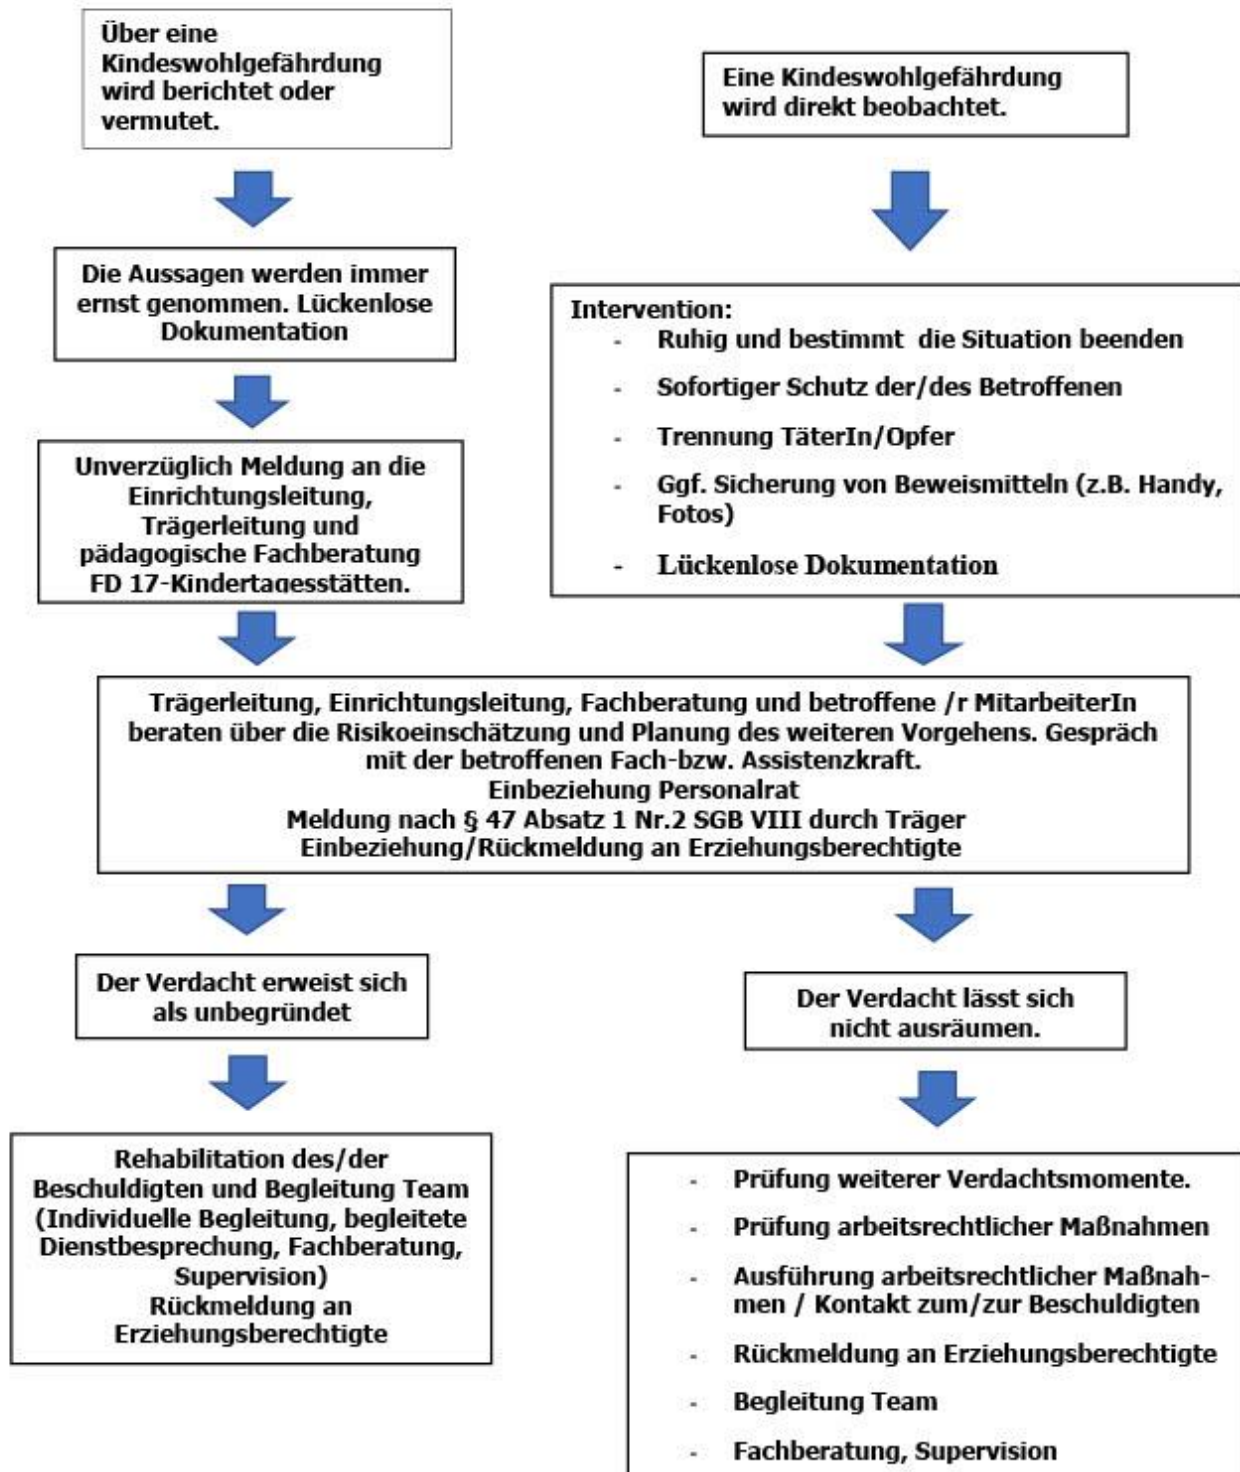 Über eine
Kindeswohlgefährdung
wird berichtet oder
vermutet.
Eine Kindeswohlgefährdung
wird direkt beobachtet.
Die Aussagen werden immer
ernst genommen. Lückenlose
Dokumentation
Unverzüglich Meldung an die
Einrichtungsleitung,
Trägerleitung und
pädagogische Fachberatung
FD 17-Kindertagesstätten.
Intervention:
- Ruhig und bestimmt  die Situation beenden
- Sofortiger Schutz der/des Betroffenen
- Trennung TäterIn/Opfer
- Ggf. Sicherung von Beweismitteln (z.B. Handy,
Fotos)
- Lückenlose Dokumentation
Trägerleitung, Einrichtungsleitung, Fachberatung und betroffene /r MitarbeiterIn
beraten über die Risikoeinschätzung und Planung des weiteren Vorgehens. Gespräch
mit der betroffenen Fach-bzw. Assistenzkraft.
Einbeziehung Personalrat
Meldung nach § 47 Absatz 1 Nr.2 SGB VIII durch Träger
Einbeziehung/Rückmeldung an Erziehungsberechtigte
Der Verdacht erweist sich
als unbegründet
Der Verdacht lässt sich
nicht ausräumen.
Rehabilitation des/der
Beschuldigten und Begleitung Team
(Individuelle Begleitung, begleitete
Dienstbesprechung, Fachberatung,
Supervision)
Rückmeldung an
Erziehungsberechtigte
- Prüfung weiterer Verdachtsmomente.
- Prüfung arbeitsrechtlicher Maßnahmen
- Ausführung arbeitsrechtlicher Maßnah-
men / Kontakt zum/zur Beschuldigten
- Rückmeldung an Erziehungsberechtigte
- Begleitung Team
- Fachberatung, Supervision